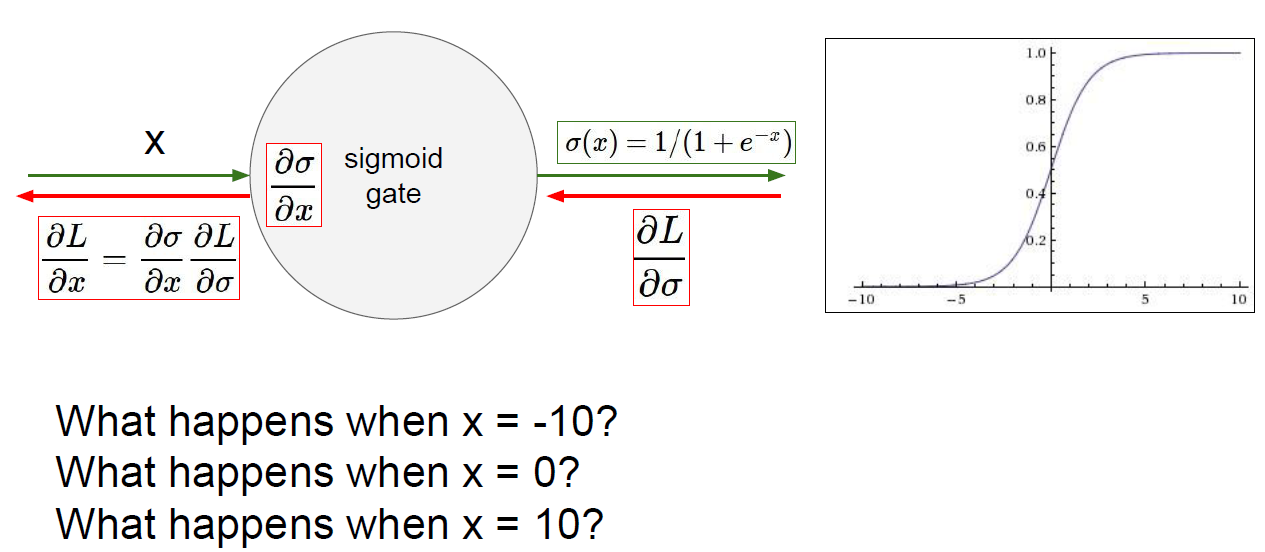 x
∂σ/∂x
sigmoid
gate
σ(x) = 1/(1 + e^{−x})
∂L/∂x = ∂σ/∂x ∂L/∂σ
∂L/∂σ
1.0
0.8
0.6
0.4
0.2
−10
−5
5
10
What happens when x = -10?
What happens when x = 0?
What happens when x = 10?